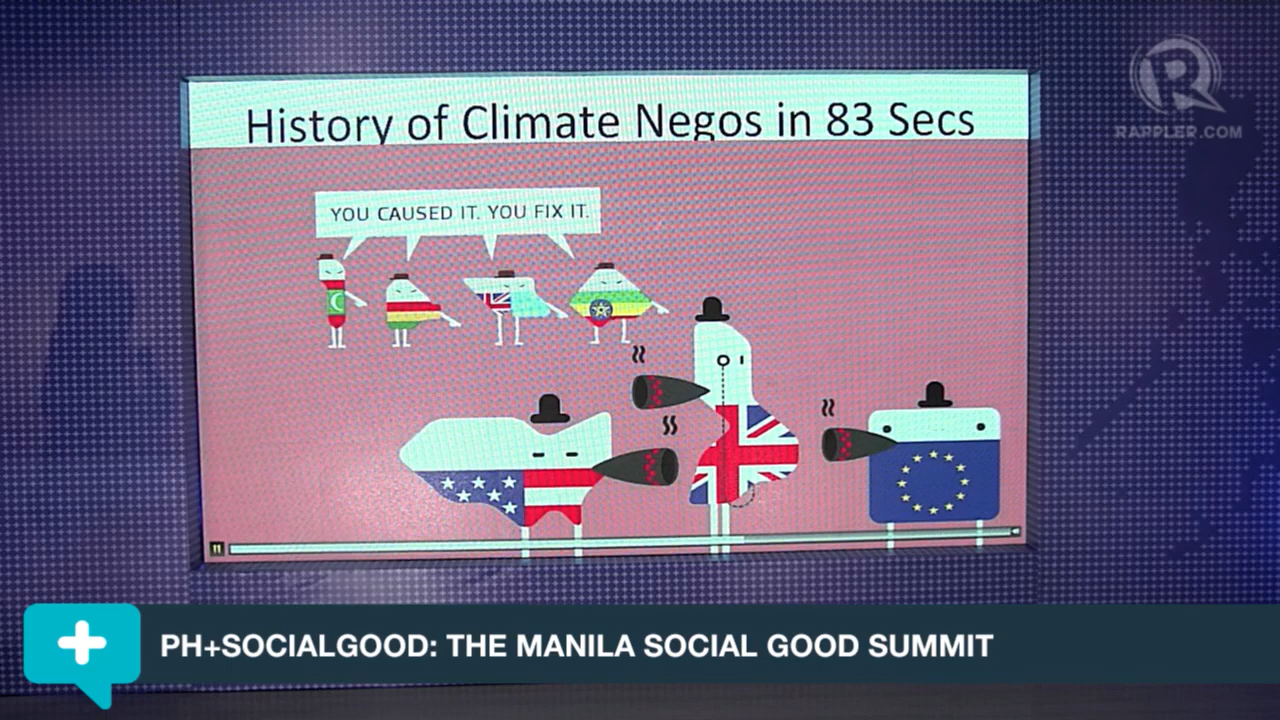 History of Climate Negos in 83 Secs
RAPPLER.COM
YOU CAUSED IT. YOU FIX IT.
PH+SOCIALGOOD: THE MANILA SOCIAL GOOD SUMMIT